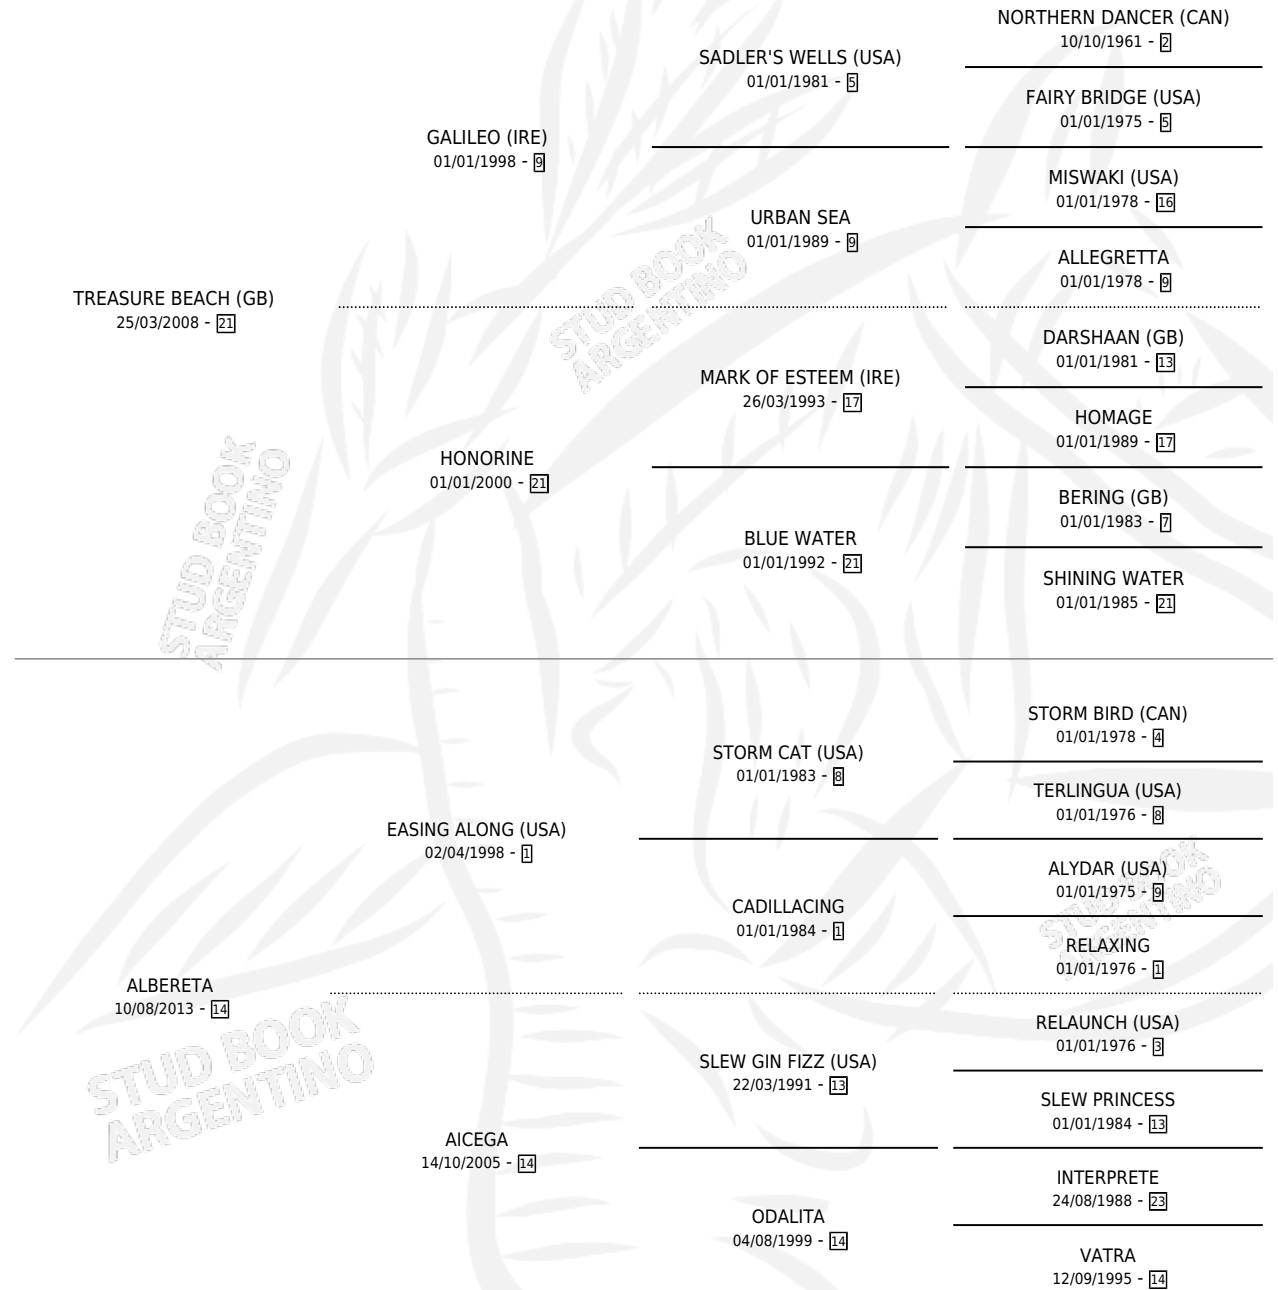 NORTHERN DANCER (CAN)
10/10/1961 - 2
SADLER'S WELLS (USA)
01/01/1981 - 5
FAIRY BRIDGE (USA)
01/01/1975 - 5
GALILEO (IRE)
01/01/1998 - 9
MISWAKI (USA)
01/01/1978 - 16
URBAN SEA
01/01/1989 - 9
ALLEGRETTA
01/01/1978 - 9
TREASURE BEACH (GB)
25/03/2008 - 21
DARSHAAN (GB)
01/01/1981 - 13
MARK OF ESTEEM (IRE)
26/03/1993 - 17
HOMAGE
01/01/1989 - 17
HONORINE
01/01/2000 - 21
BERING (GB)
01/01/1983 - 7
BLUE WATER
01/01/1992 - 21
SHINING WATER
01/01/1985 - 21
STORM BIRD (CAN)
01/01/1978 - 4
STORM CAT (USA)
01/01/1983 - 8
TERLINGUA (USA)
01/01/1976 - 8
EASING ALONG (USA)
02/04/1998 - 1
ALYDAR (USA)
01/01/1975 - 9
CADILLACING
01/01/1984 - 1
RELAXING
01/01/1976 - 1
ALBERETA
10/08/2013 - 14
RELAUNCH (USA)
01/01/1976 - 3
SLEW GIN FIZZ (USA)
22/03/1991 - 13
SLEW PRINCESS
01/01/1984 - 13
AICEGA
14/10/2005 - 14
INTERPRETE
24/08/1988 - 23
ODALITA
04/08/1999 - 14
VATRA
12/09/1995 - 14
STUD BOOK
ARGENTINO
STUD BOOK
ARGENTINO
STUD BOOK
ARGENTINO
STUD BOOK
ARGENTINO